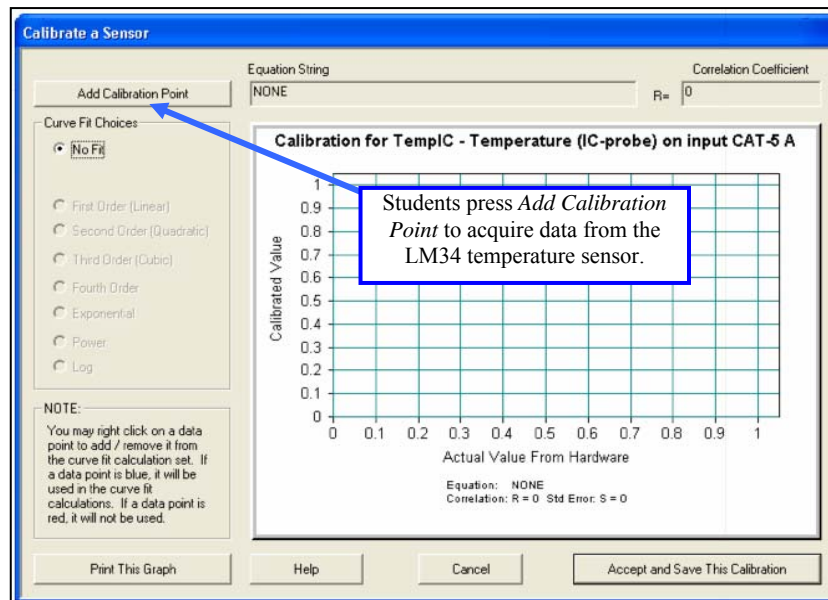 Calibrate a Sensor
Add Calibration Point
Equation String
NONE
Correlation Coefficient
R= 0
Curve Fit Choices
No Fit
First Order (Linear)
Second Order (Quadratic)
Third Order (Cubic)
Fourth Order
Exponential
Power
Log
NOTE:
You may right click on a data
point to add / remove it from
the curve fit calculation set. If
a data point is blue, it will be
used in the curve fit
calculations. If a data point is
red, it will not be used.
Calibration for TempIC - Temperature (IC-probe) on input CAT-5 A
Students press Add Calibration
Point to acquire data from the
LM34 temperature sensor.
Calibrated Value
1
0.9
0.8
0.7
0.6
0.5
0.4
0.3
0.2
0.1
0
0 0.1 0.2 0.3 0.4 0.5 0.6 0.7 0.8 0.9 1
Actual Value From Hardware
Equation: NONE
Correlation: R = 0 Std Error: S = 0
Print This Graph
Help
Cancel
Accept and Save This Calibration